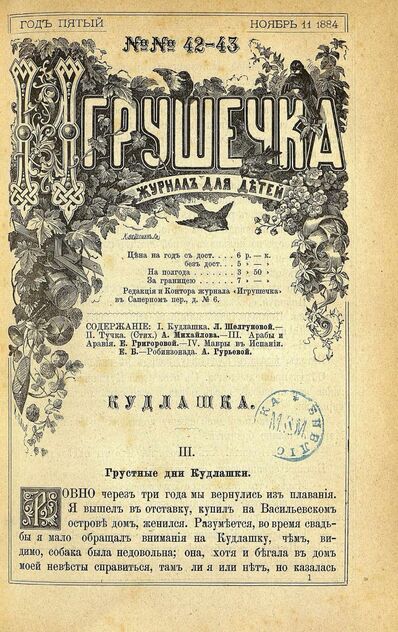 ГОДЪ ПЯТЫЙ
НОЯБРЬ 11 1884
№№ 42–43
ИГРУШЕЧКА
ЖУРНАЛЪ ДЛЯ ДѢТЕЙ
Цѣна на годъ съ дост. . . . 6 р. — к.
безъ дост. . . 5 » — »
На полгода . . . . . . . 3 » 50 »
За границею . . . . . . 7 » — »
Редакція и Контора журнала «Игрушечка»
въ Саперномъ пер., д. № 6.
СОДЕРЖАНІЕ: I. Кудлашка. Л. Шелгуновой.—
II. Тучка. (Стих.) А. Михайлова.—III. Арабы и
Аравія. Е. Григоровой.—IV. Мавры въ Испаніи.
Е. Б.—Робинзонада. А. Гурьевой.
КУДЛАШКА.
III.
Грустные дни Кудлашки.
РОВНО черезъ три года мы вернулись изъ плаванія.
Я вышелъ въ отставку, купилъ на Васильевскомъ
островѣ домъ, женился. Разумѣется, во время свадь-
бы я мало обращалъ вниманія на Кудлашку, чѣмъ, ви-
димо, собака была недовольна; она, хотя и бѣгала въ домъ
моей невѣсты справиться, тамъ ли я или нѣтъ, но казалась
1